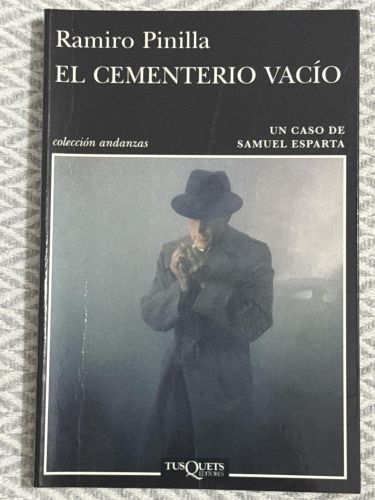 Ramiro Pinilla
EL CEMENTERIO VACÍO
UN CASO DE
SAMUEL ESPARTA
colección andanzas
TUSQUETS
EDITORES